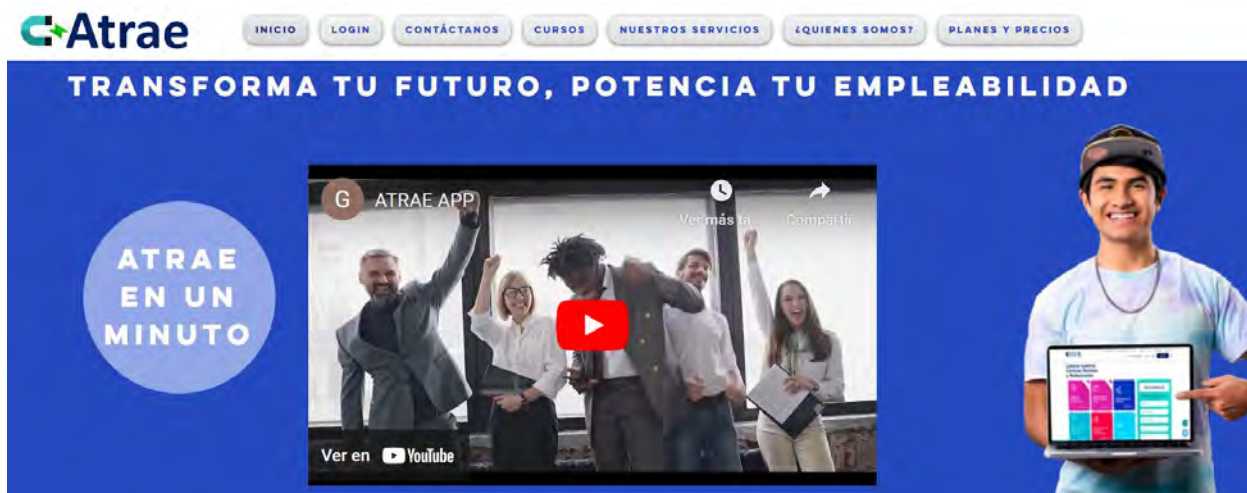 Atrae
INICIO
LOGIN
CONTÁCTANOS
CURSOS
NUESTROS SERVICIOS
¿QUIENES SOMOS?
PLANES Y PRECIOS
TRANSFORMA TU FUTURO, POTENCIA TU EMPLEABILIDAD
ATRAE
EN UN
MINUTO
G ATRAE APP
Ver más ta...
Compartir
Ver en YouTube